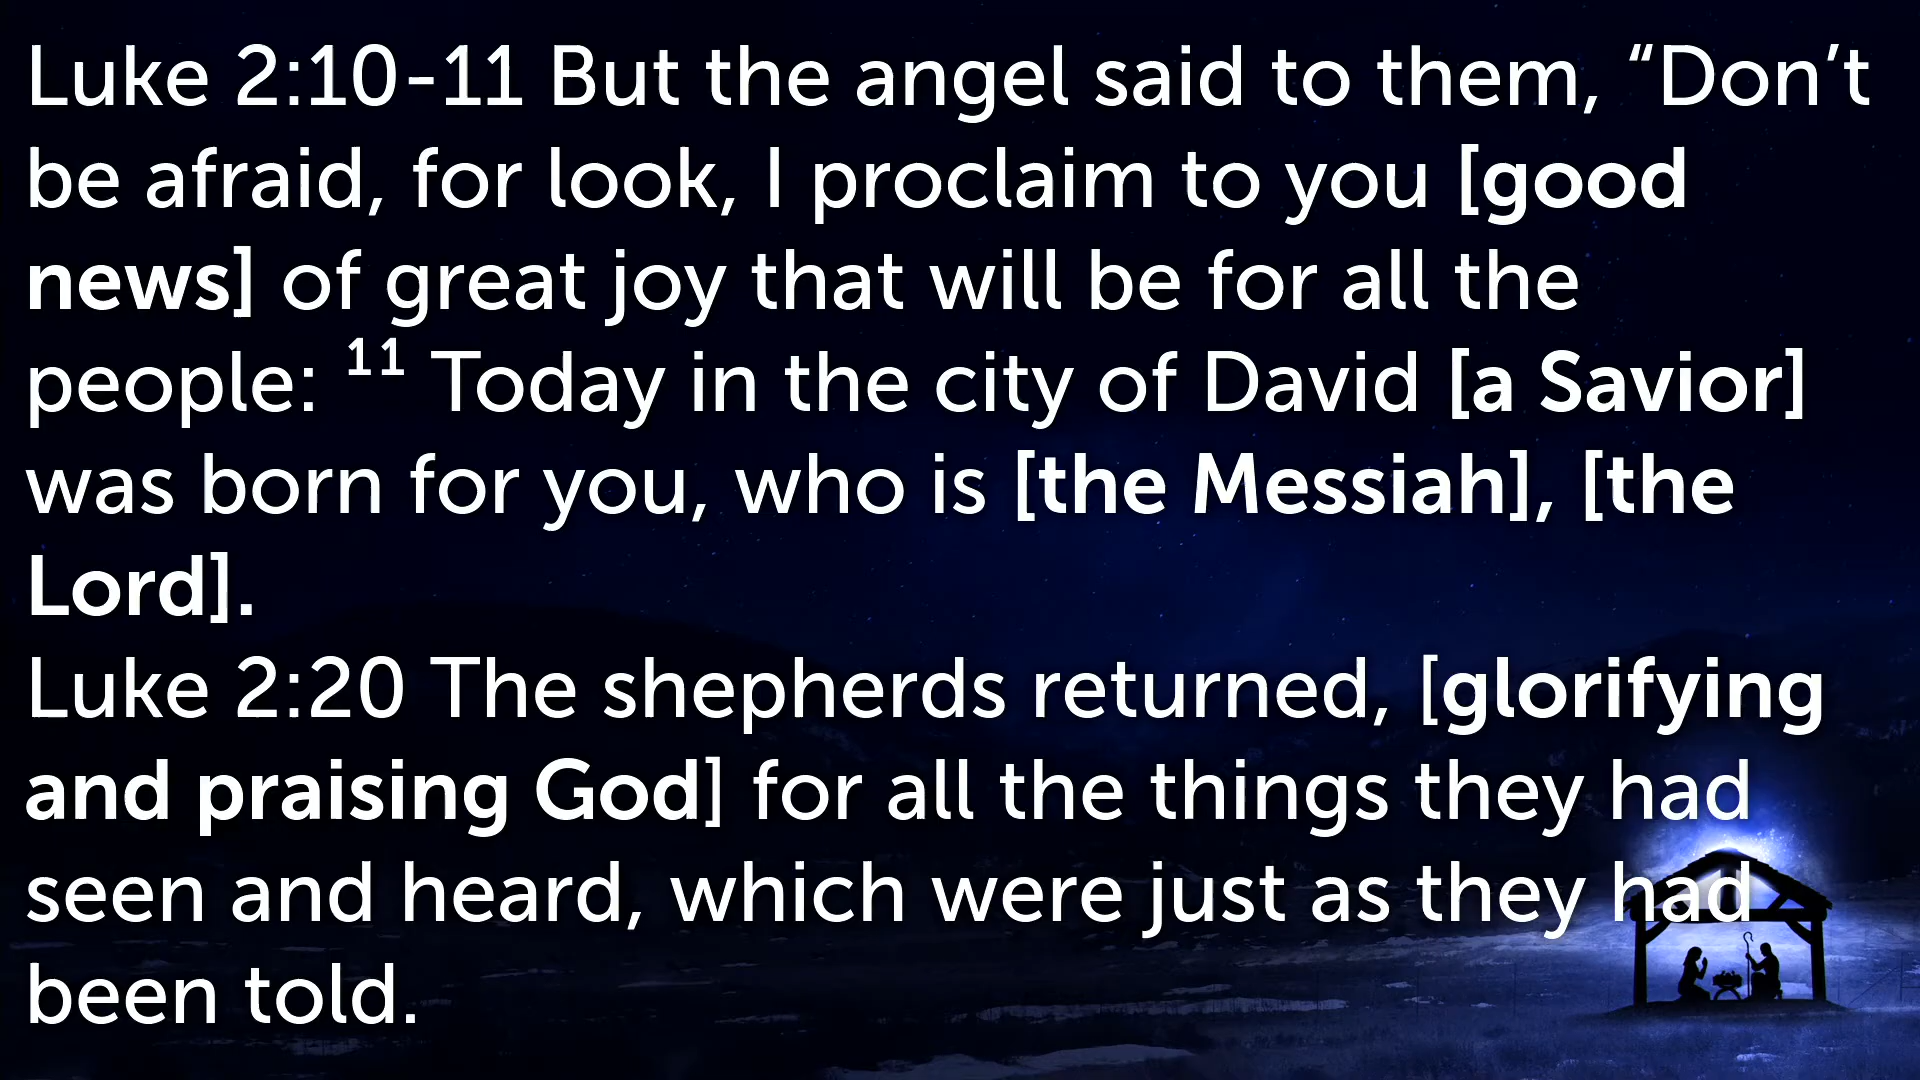 Luke 2:10-11 But the angel said to them, “Don’t
be afraid, for look, I proclaim to you [good
news] of great joy that will be for all the
people: ¹¹ Today in the city of David [a Savior]
was born for you, who is [the Messiah], [the
Lord].
Luke 2:20 The shepherds returned, [glorifying
and praising God] for all the things they had
seen and heard, which were just as they had
been told.